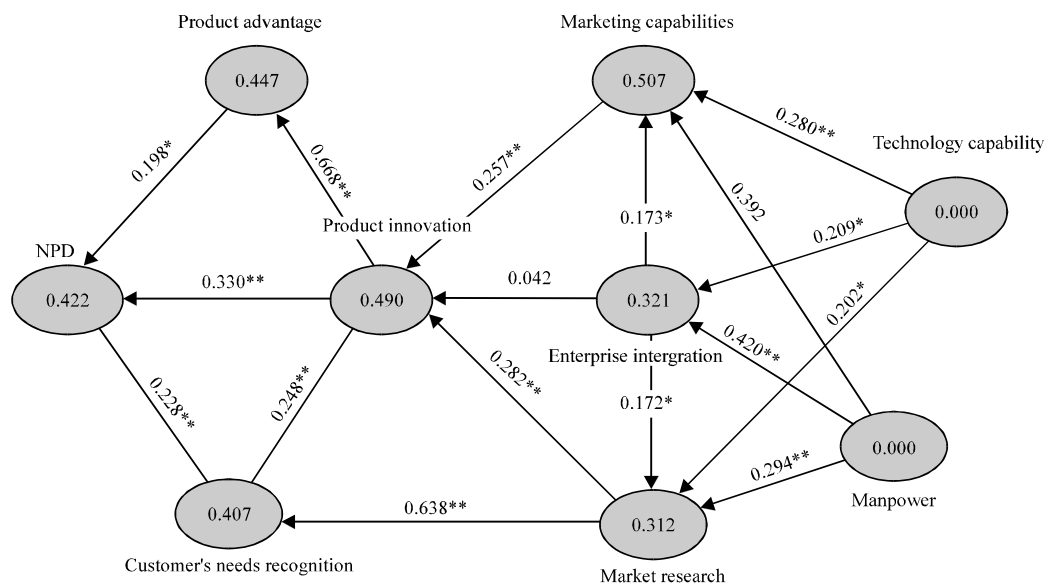 Product advantage
Marketing capabilities
0.447
0.507
0.280**
Technology capability
0.198*
0.668**
0.257**
0.392
0.173*
0.209*
0.000
Product innovation
NPD
0.422
0.330**
0.490
0.042
0.321
0.202*
Enterprise intergration
0.420**
0.228**
0.248**
0.282**
0.172*
0.000
0.294**
Manpower
0.407
0.638**
0.312
Customer's needs recognition
Market research